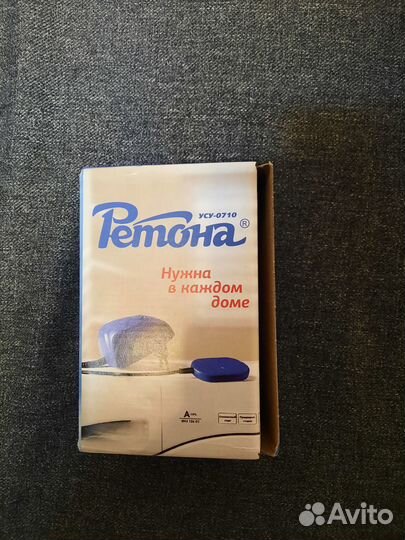 УСУ-0710
Ретона®
Нужна
в каждом
доме
А
Avito